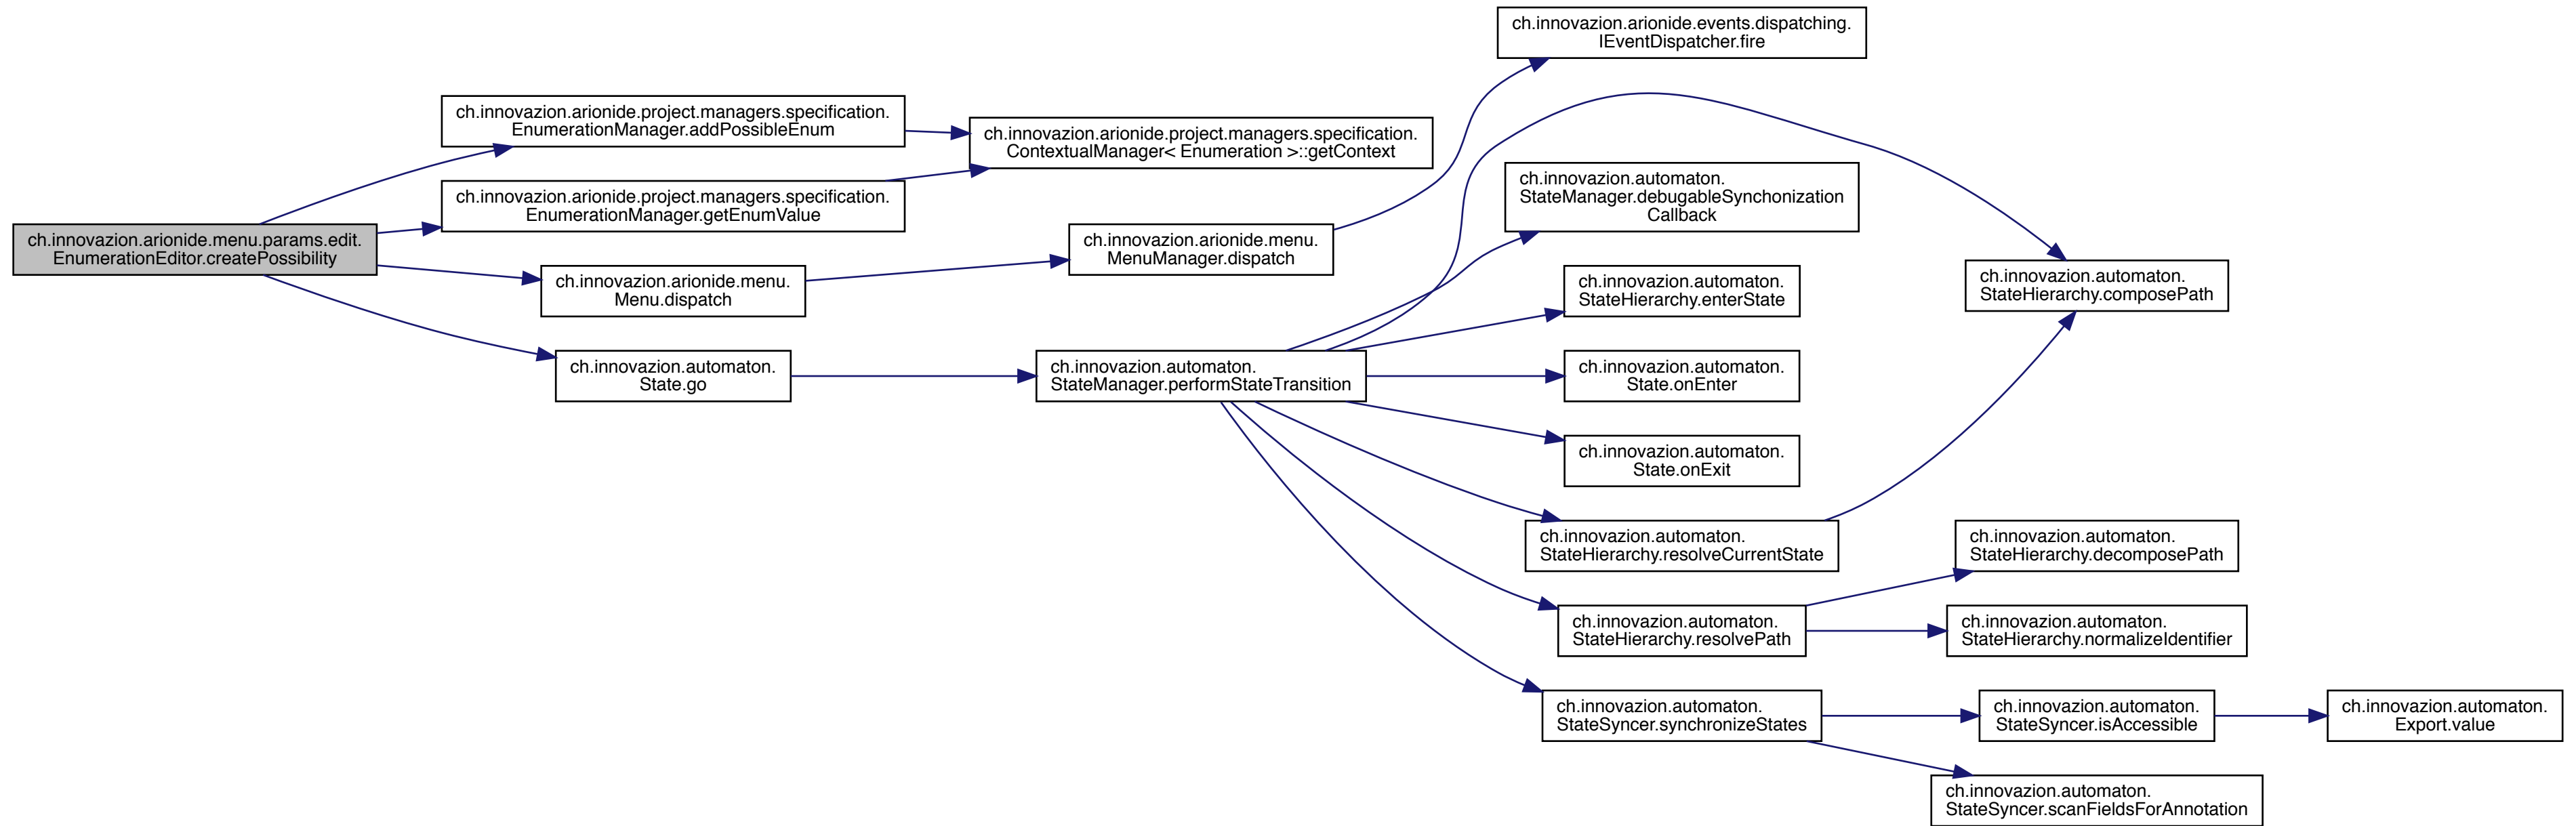 ch.innovazion.arionide.menu.params.edit.
EnumerationEditor.createPossibility
ch.innovazion.arionide.project.managers.specification.
EnumerationManager.addPossibleEnum
ch.innovazion.arionide.project.managers.specification.
EnumerationManager.getEnumValue
ch.innovazion.arionide.menu.
Menu.dispatch
ch.innovazion.automaton.
State.go
ch.innovazion.arionide.project.managers.specification.
ContextualManager< Enumeration >::getContext
ch.innovazion.arionide.menu.
MenuManager.dispatch
ch.innovazion.automaton.
StateManager.performStateTransition
ch.innovazion.arionide.events.dispatching.
IEventDispatcher.fire
ch.innovazion.automaton.
StateManager.debugableSynchonization
Callback
ch.innovazion.automaton.
StateHierarchy.enterState
ch.innovazion.automaton.
State.onEnter
ch.innovazion.automaton.
State.onExit
ch.innovazion.automaton.
StateHierarchy.resolveCurrentState
ch.innovazion.automaton.
StateHierarchy.resolvePath
ch.innovazion.automaton.
StateSyncer.synchronizeStates
ch.innovazion.automaton.
StateHierarchy.composePath
ch.innovazion.automaton.
StateHierarchy.decomposePath
ch.innovazion.automaton.
StateHierarchy.normalizeIdentifier
ch.innovazion.automaton.
StateSyncer.isAccessible
ch.innovazion.automaton.
StateSyncer.scanFieldsForAnnotation
ch.innovazion.automaton.
Export.value